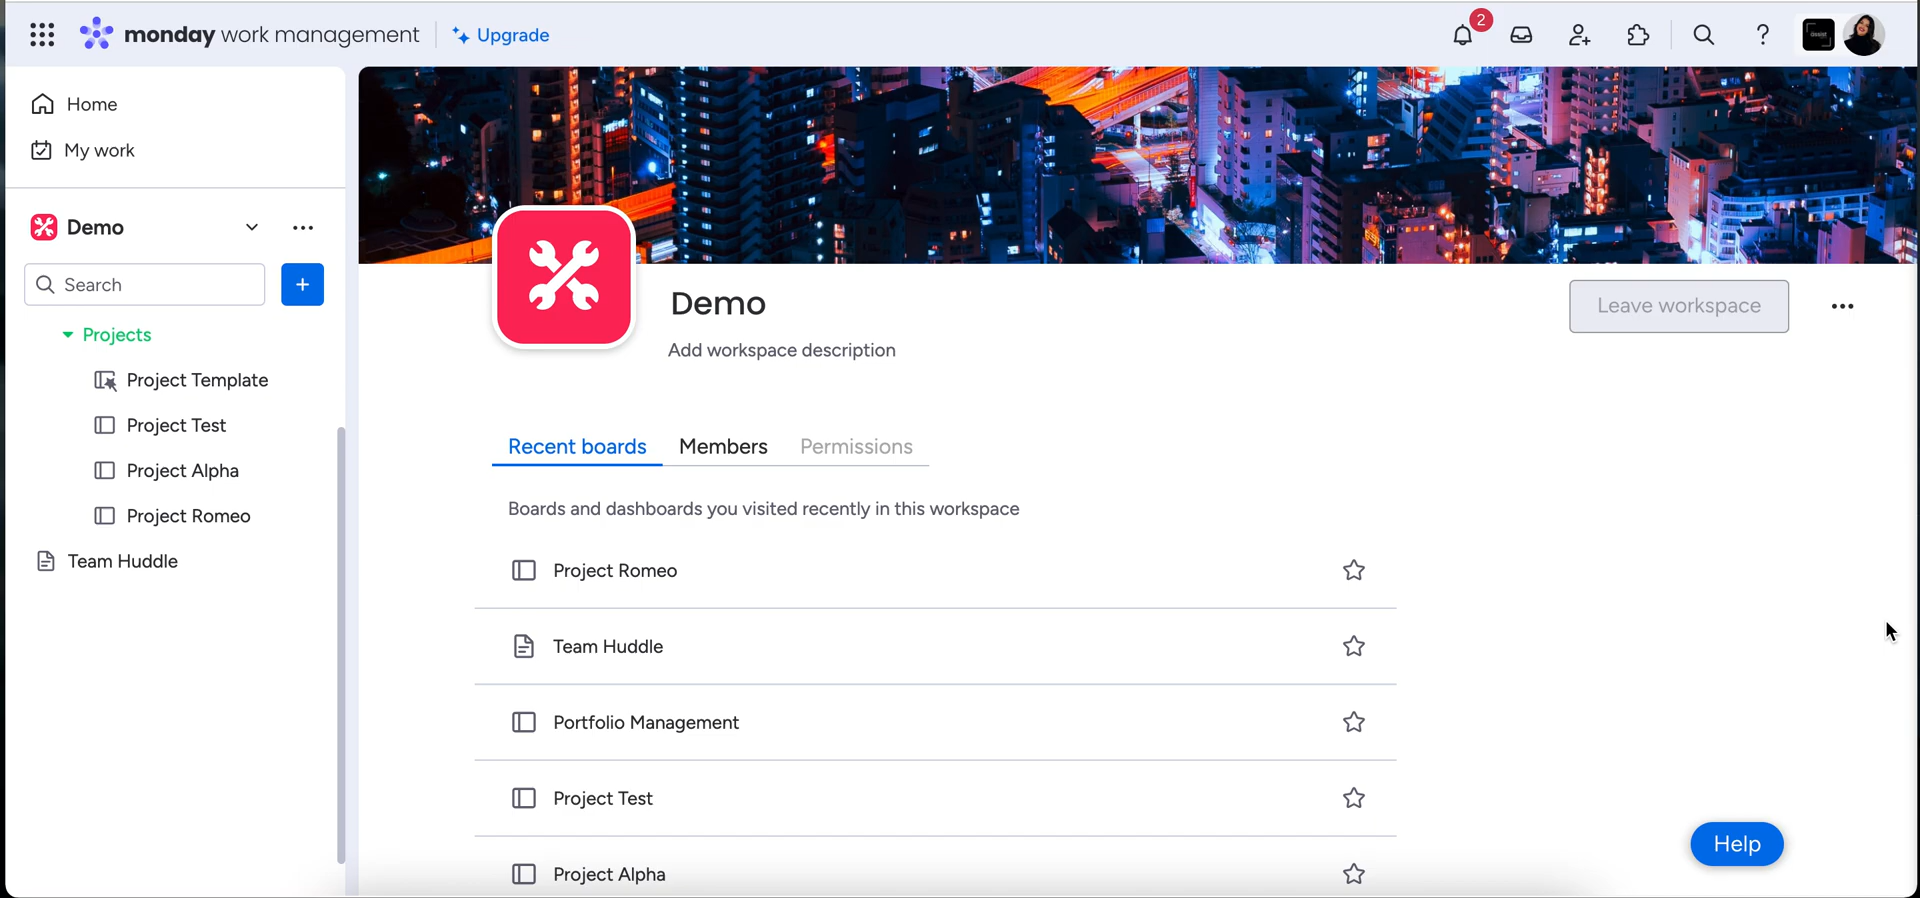 monday work management
Upgrade
2
Home
My work
Demo
Search
+
Projects
Project Template
Project Test
Project Alpha
Project Romeo
Team Huddle
Demo
Add workspace description
Leave workspace
Recent boards
Members
Permissions
Boards and dashboards you visited recently in this workspace
Project Romeo
Team Huddle
Portfolio Management
Project Test
Project Alpha
Help